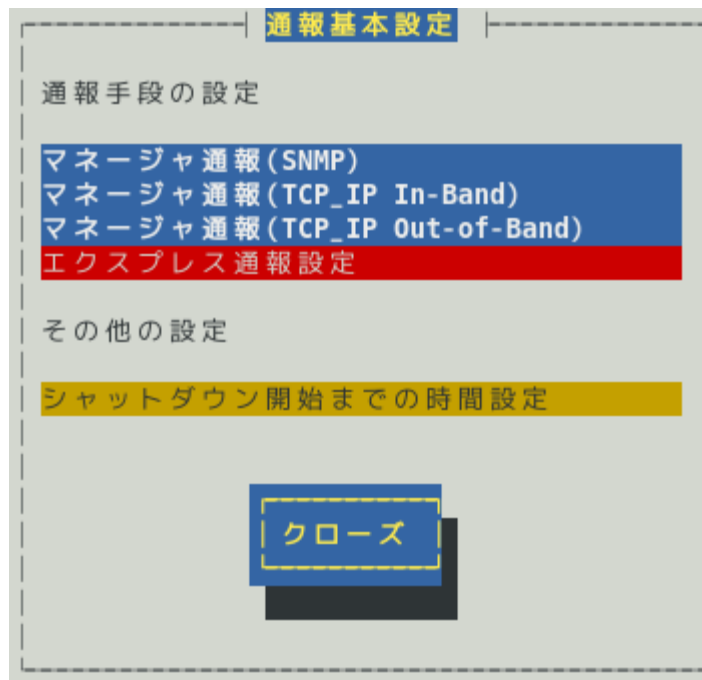 通報基本設定
通報手段の設定
マネージャ通報(SNMP)
マネージャ通報(TCP_IP In-Band)
マネージャ通報(TCP_IP Out-of-Band)
エクスプレス通報設定
その他の設定
シャットダウン開始までの時間設定
クローズ